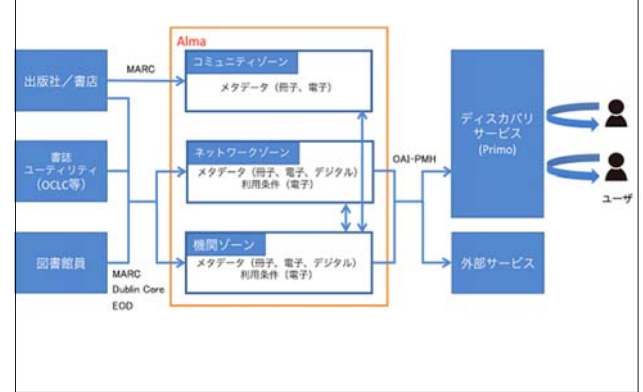 Alma
出版社／書店
MARC
コミュニティゾーン
メタデータ（冊子、電子）
書誌
ユーティリティ
（OCLC等）
ネットワークゾーン
メタデータ（冊子、電子、デジタル）
利用条件（電子）
OAI-PMH
ディスカバリ
サービス
(Primo)
ユーザ
図書館員
MARC
Dublin Core
EOD
機関ゾーン
メタデータ（冊子、電子、デジタル）
利用条件（電子）
外部サービス